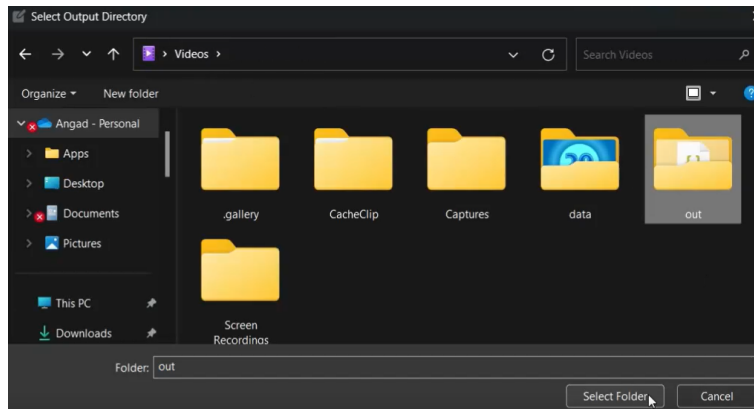 Select Output Directory
Videos
Search Videos
Organize
New folder
Angad - Personal
Apps
Desktop
Documents
Pictures
This PC
Downloads
.gallery
CacheClip
Captures
data
out
Screen
Recordings
Folder: out
Select Folder
Cancel